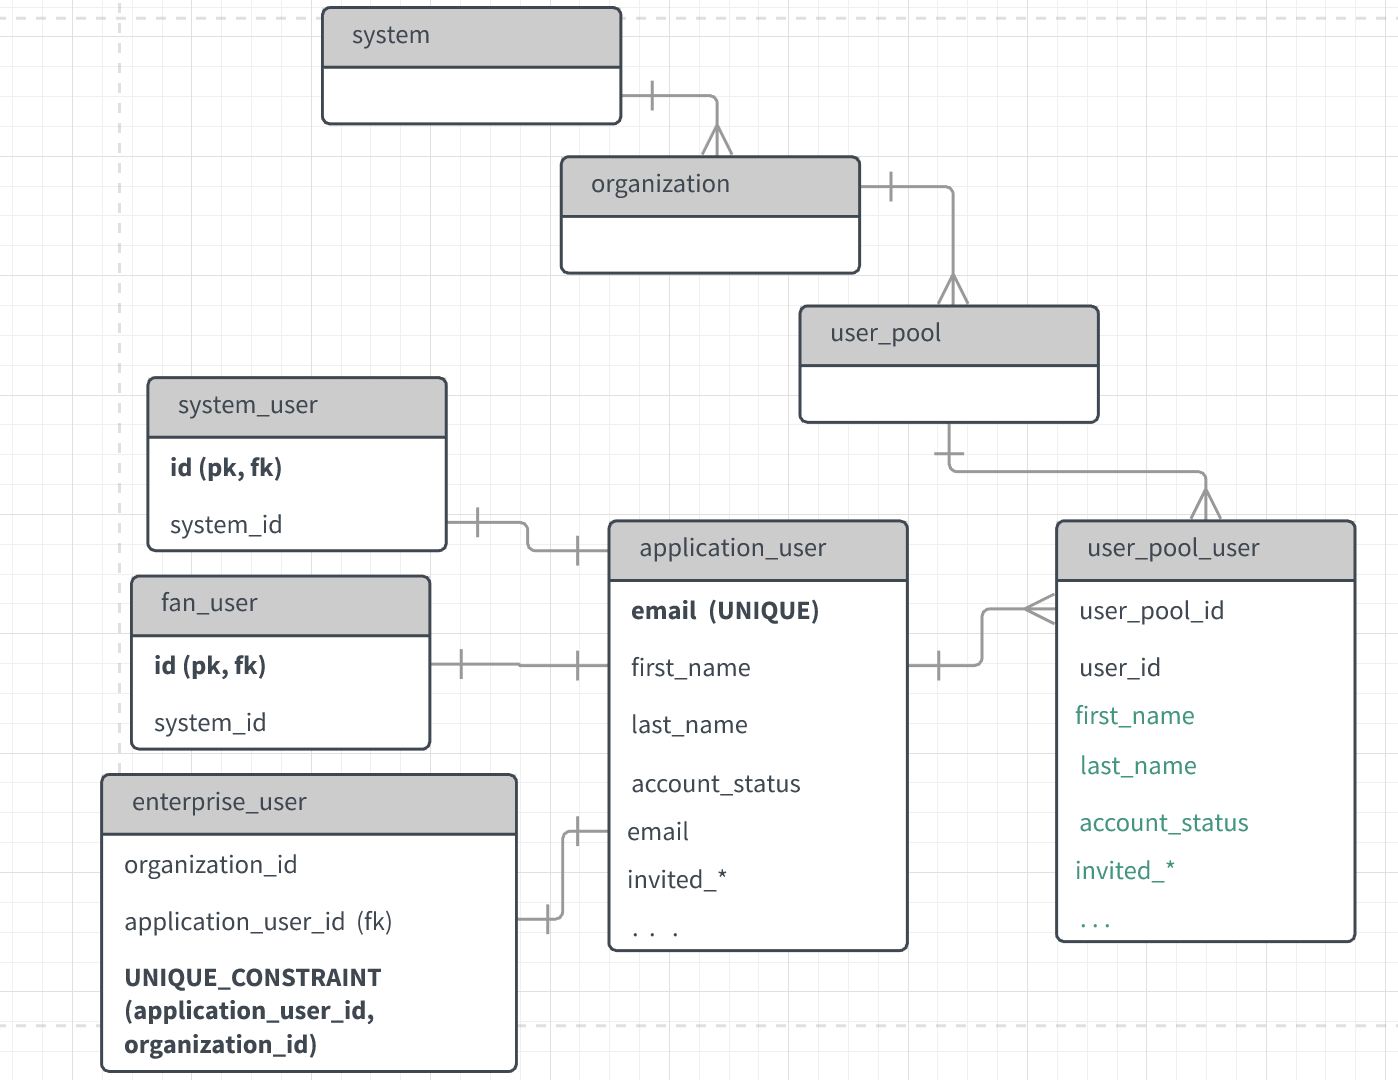 system
organization
user_pool
system_user
id (pk, fk)
system_id
fan_user
id (pk, fk)
system_id
enterprise_user
organization_id
application_user_id (fk)
UNIQUE_CONSTRAINT
(application_user_id,
organization_id)
application_user
email (UNIQUE)
first_name
last_name
account_status
email
invited_*
. . .
user_pool_user
user_pool_id
user_id
first_name
last_name
account_status
invited_*
. . .